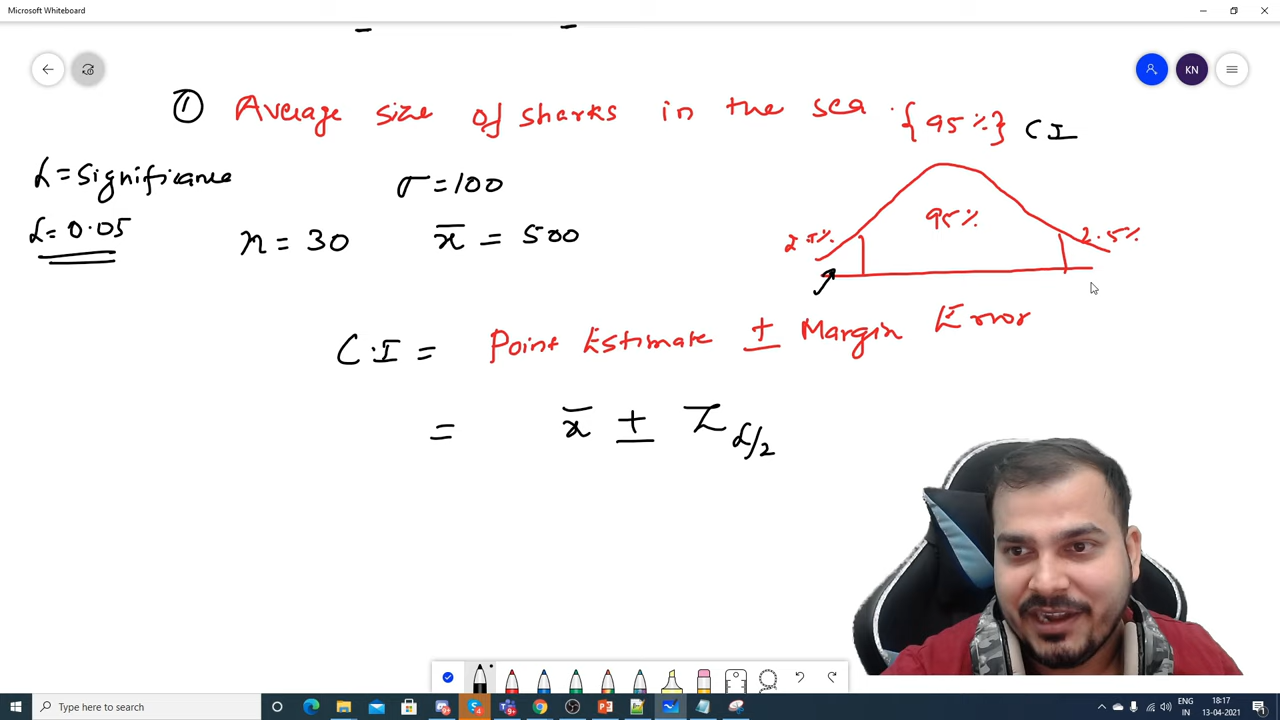 Microsoft Whiteboard
KN
① Average size of sharks in the sea. {95%} CI
α = Significance
σ = 100
α = 0.05
n = 30
x̄ = 500
95%
2.5%
2.5%
C.I = Point Estimate ± Margin Error
= x̄ ± Z α/2
Type here to search
ENG
IN
18:17
13-04-2021